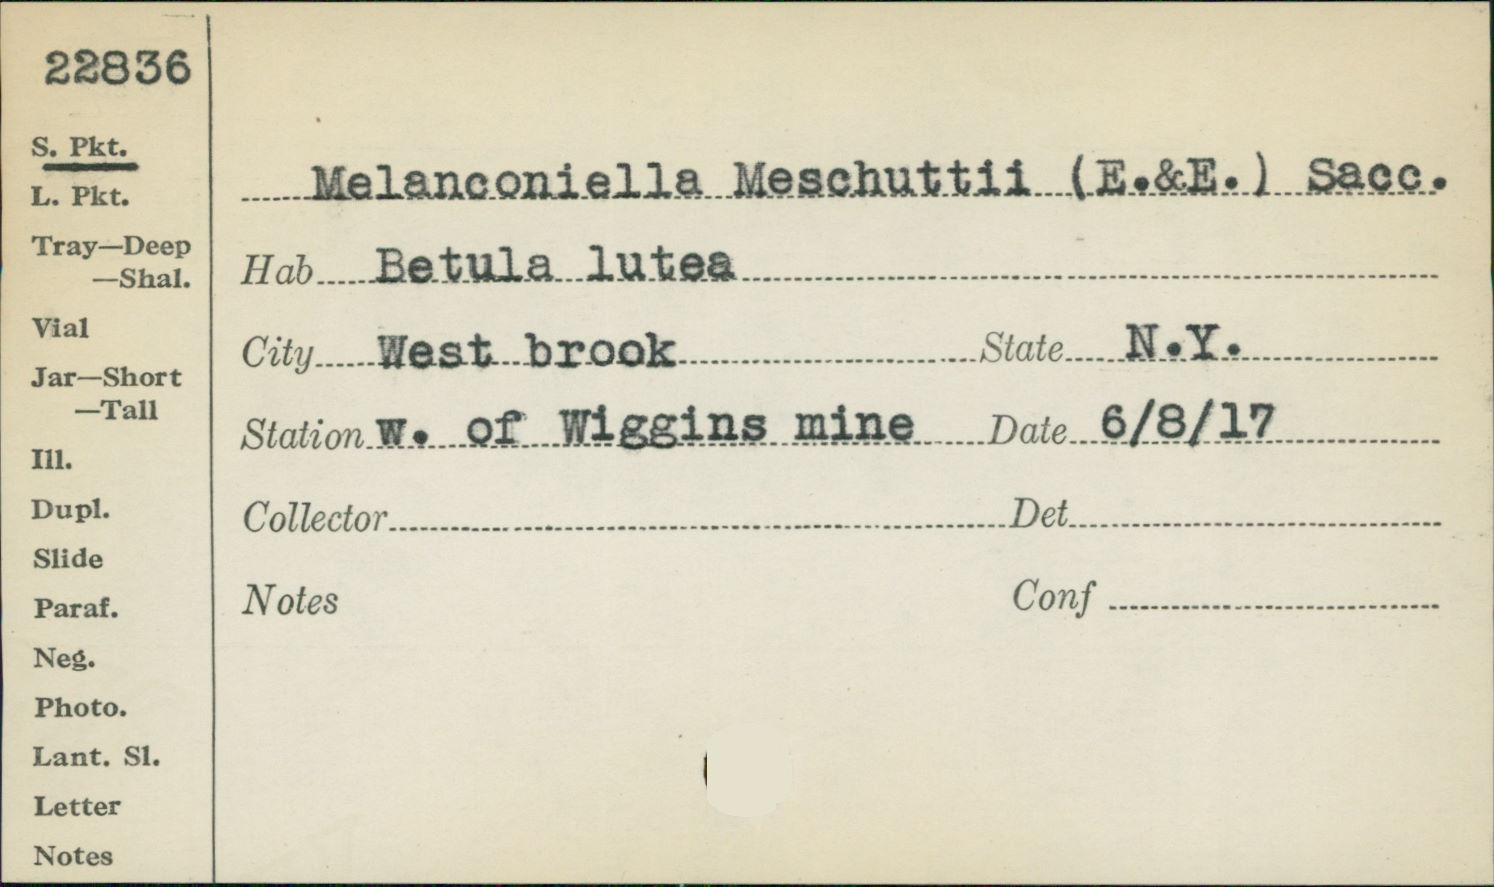 22836
S. Pkt.
L. Pkt.
Tray—Deep
—Shal.
Vial
Jar—Short
—Tall
Ill.
Dupl.
Slide
Paraf.
Neg.
Photo.
Lant. Sl.
Letter
Notes
Melanconiella Meschuttii (E.&E.) Sacc.
Hab Betula lutea
City West brook State N.Y.
Station w. of Wiggins mine Date 6/8/17
Collector Det
Notes Conf